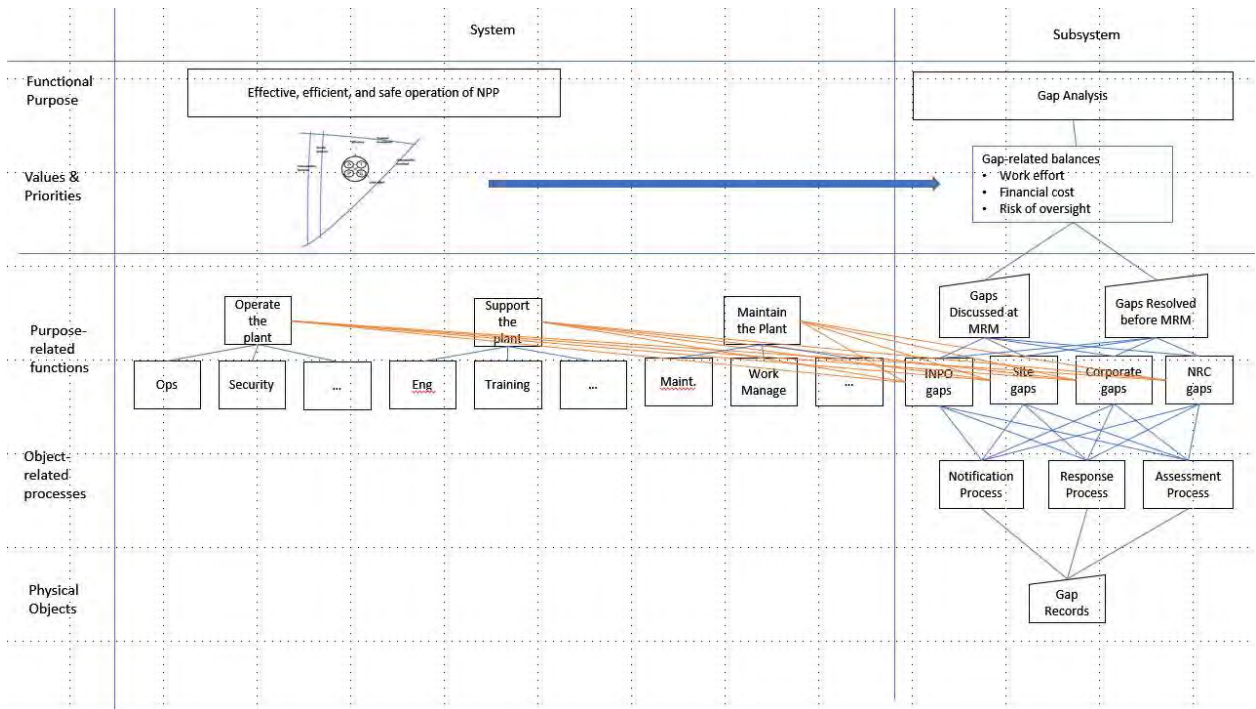 System
Subsystem
Functional
Purpose
Effective, efficient, and safe operation of NPP
Gap Analysis
Values &
Priorities
Gap-related balances
• Work effort
• Financial cost
• Risk of oversight
Purpose-
related
functions
Operate
the
plant
Support
the
plant
Maintain
the Plant
Gaps
Discussed at
MRM
Gaps Resolved
before MRM
Ops
Security
...
Eng
Training
...
Maint.
Work
Manage
...
INPO
gaps
Site
gaps
Corporate
gaps
NRC
gaps
Object-
related
processes
Notification
Process
Response
Process
Assessment
Process
Physical
Objects
Gap
Records